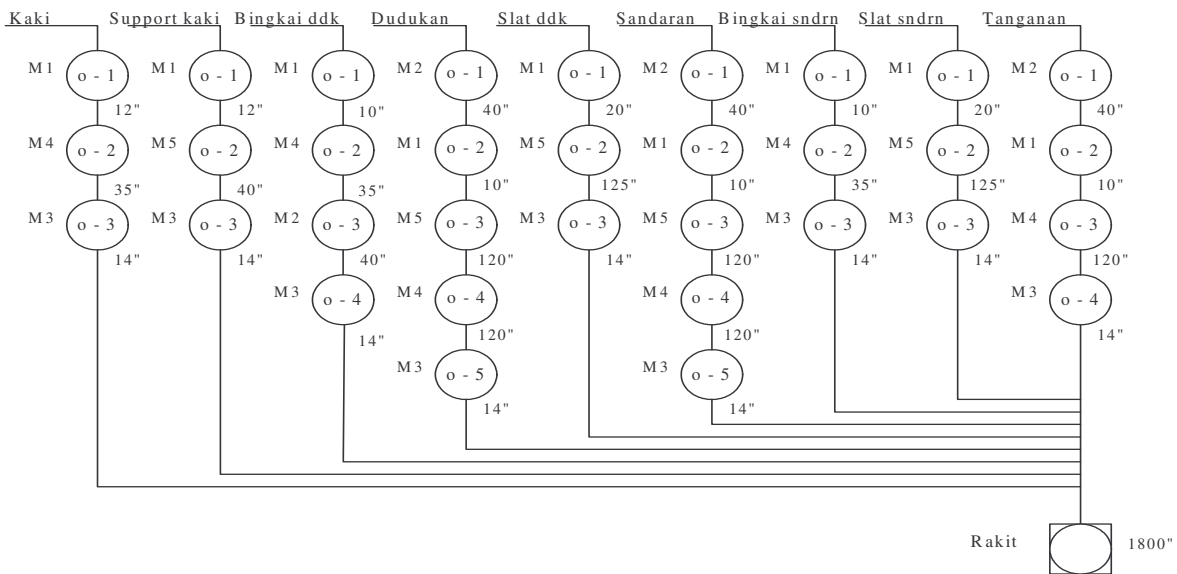 Kaki Support kaki Bingkai ddk Dudukan Slat ddk Sandaran Bingkai sndrn Slat sndrn Tanganan
M1 o - 1 M1 o - 1 M1 o - 1 M2 o - 1 M1 o - 1 M2 o - 1 M1 o - 1 M1 o - 1 M2 o - 1
12" 12" 10" 40" 20" 40" 10" 20" 40"
M4 o - 2 M5 o - 2 M4 o - 2 M1 o - 2 M5 o - 2 M1 o - 2 M4 o - 2 M5 o - 2 M1 o - 2
35" 40" 35" 10" 125" 10" 35" 125" 10"
M3 o - 3 M3 o - 3 M2 o - 3 M5 o - 3 M3 o - 3 M5 o - 3 M3 o - 3 M3 o - 3 M4 o - 3
14" 14" 40" 120" 14" 120" 14" 14" 120"
M3 o - 4 M4 o - 4 M4 o - 4 M3 o - 4
14" 120" 120" 14"
M3 o - 5 M3 o - 5
14" 14"
Rakit 1800"